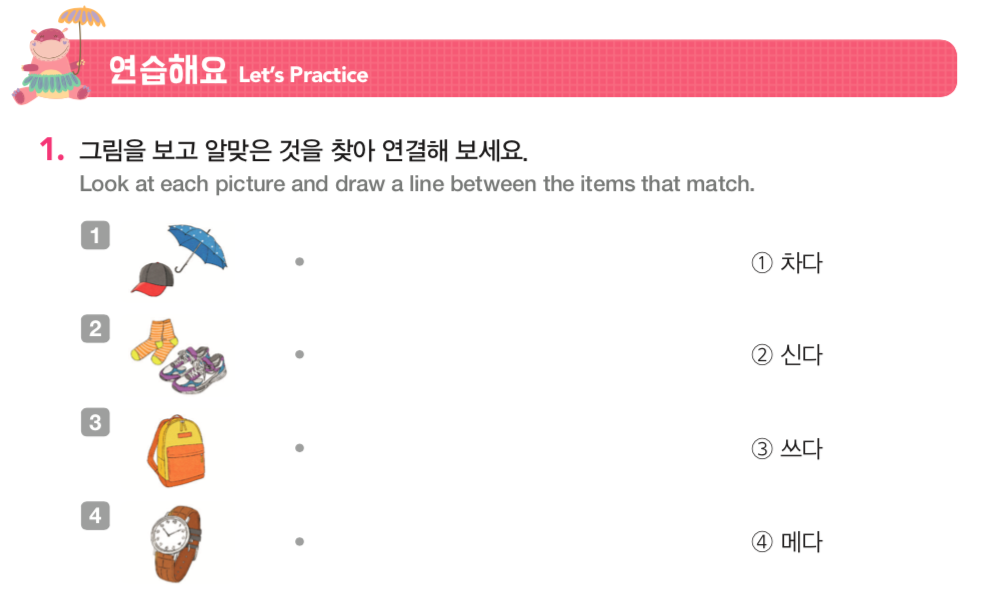 연습해요 Let's Practice
1. 그림을 보고 알맞은 것을 찾아 연결해 보세요.
Look at each picture and draw a line between the items that match.
1 • ① 차다
2 • ② 신다
3 • ③ 쓰다
4 • ④ 메다